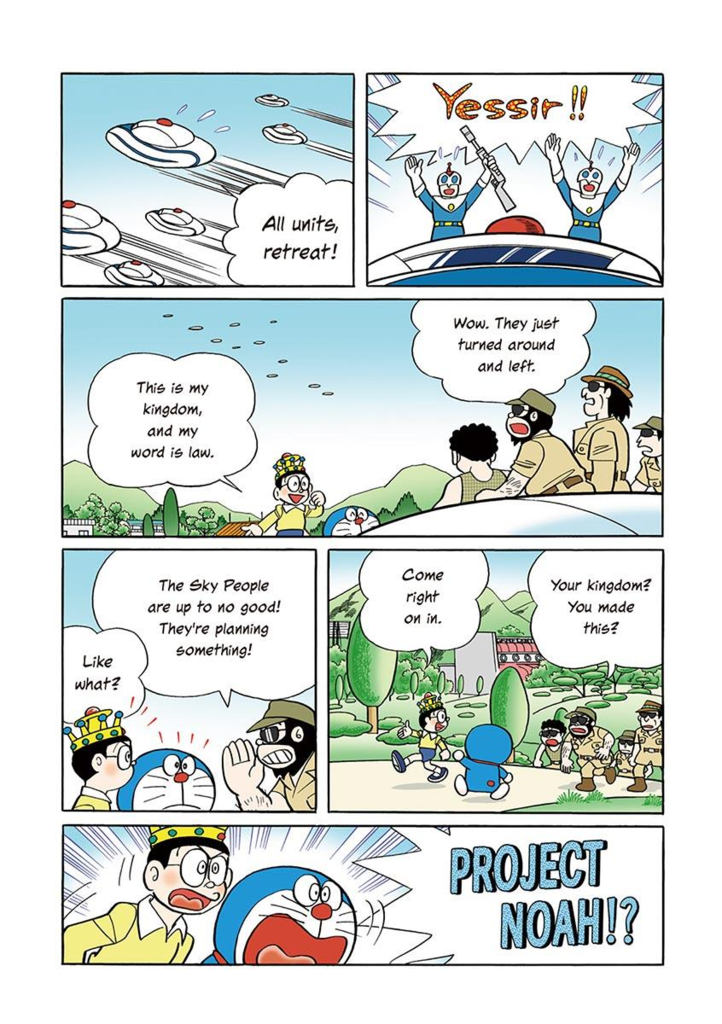 All units,
retreat!
Yessir!!
This is my
kingdom,
and my
word is law.
Wow. They just
turned around
and left.
Like
what?
The Sky People
are up to no good!
They're planning
something!
Come
right
on in.
Your kingdom?
You made
this?
PROJECT
NOAH!?